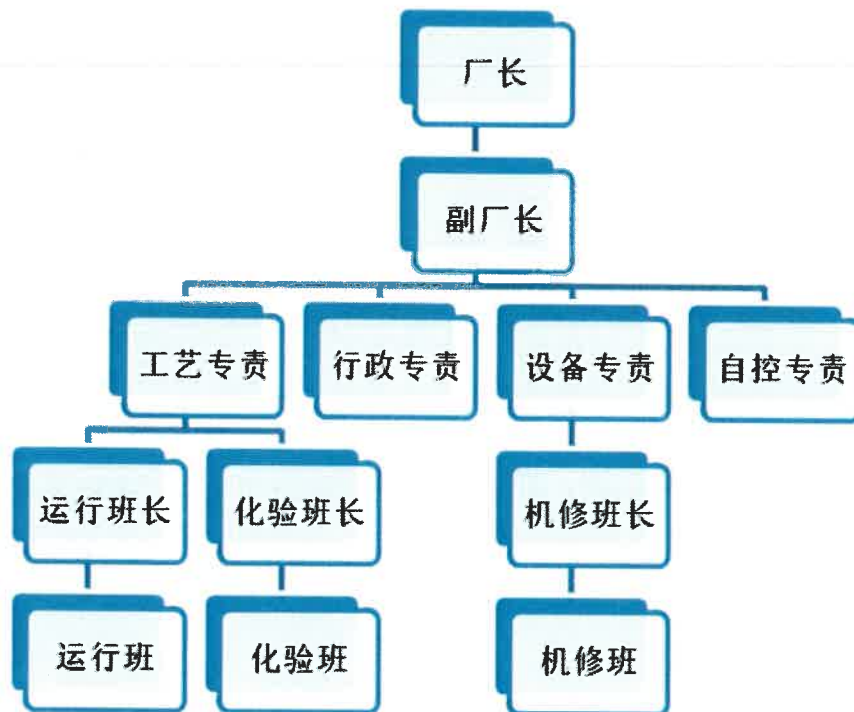 厂长
副厂长
工艺专责 行政专责 设备专责 自控专责
运行班长 化验班长 机修班长
运行班 化验班 机修班